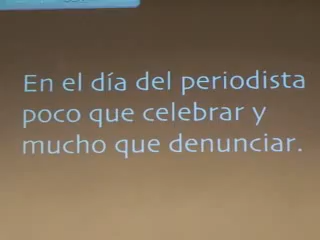 En el día del periodista
poco que celebrar y
mucho que denunciar.